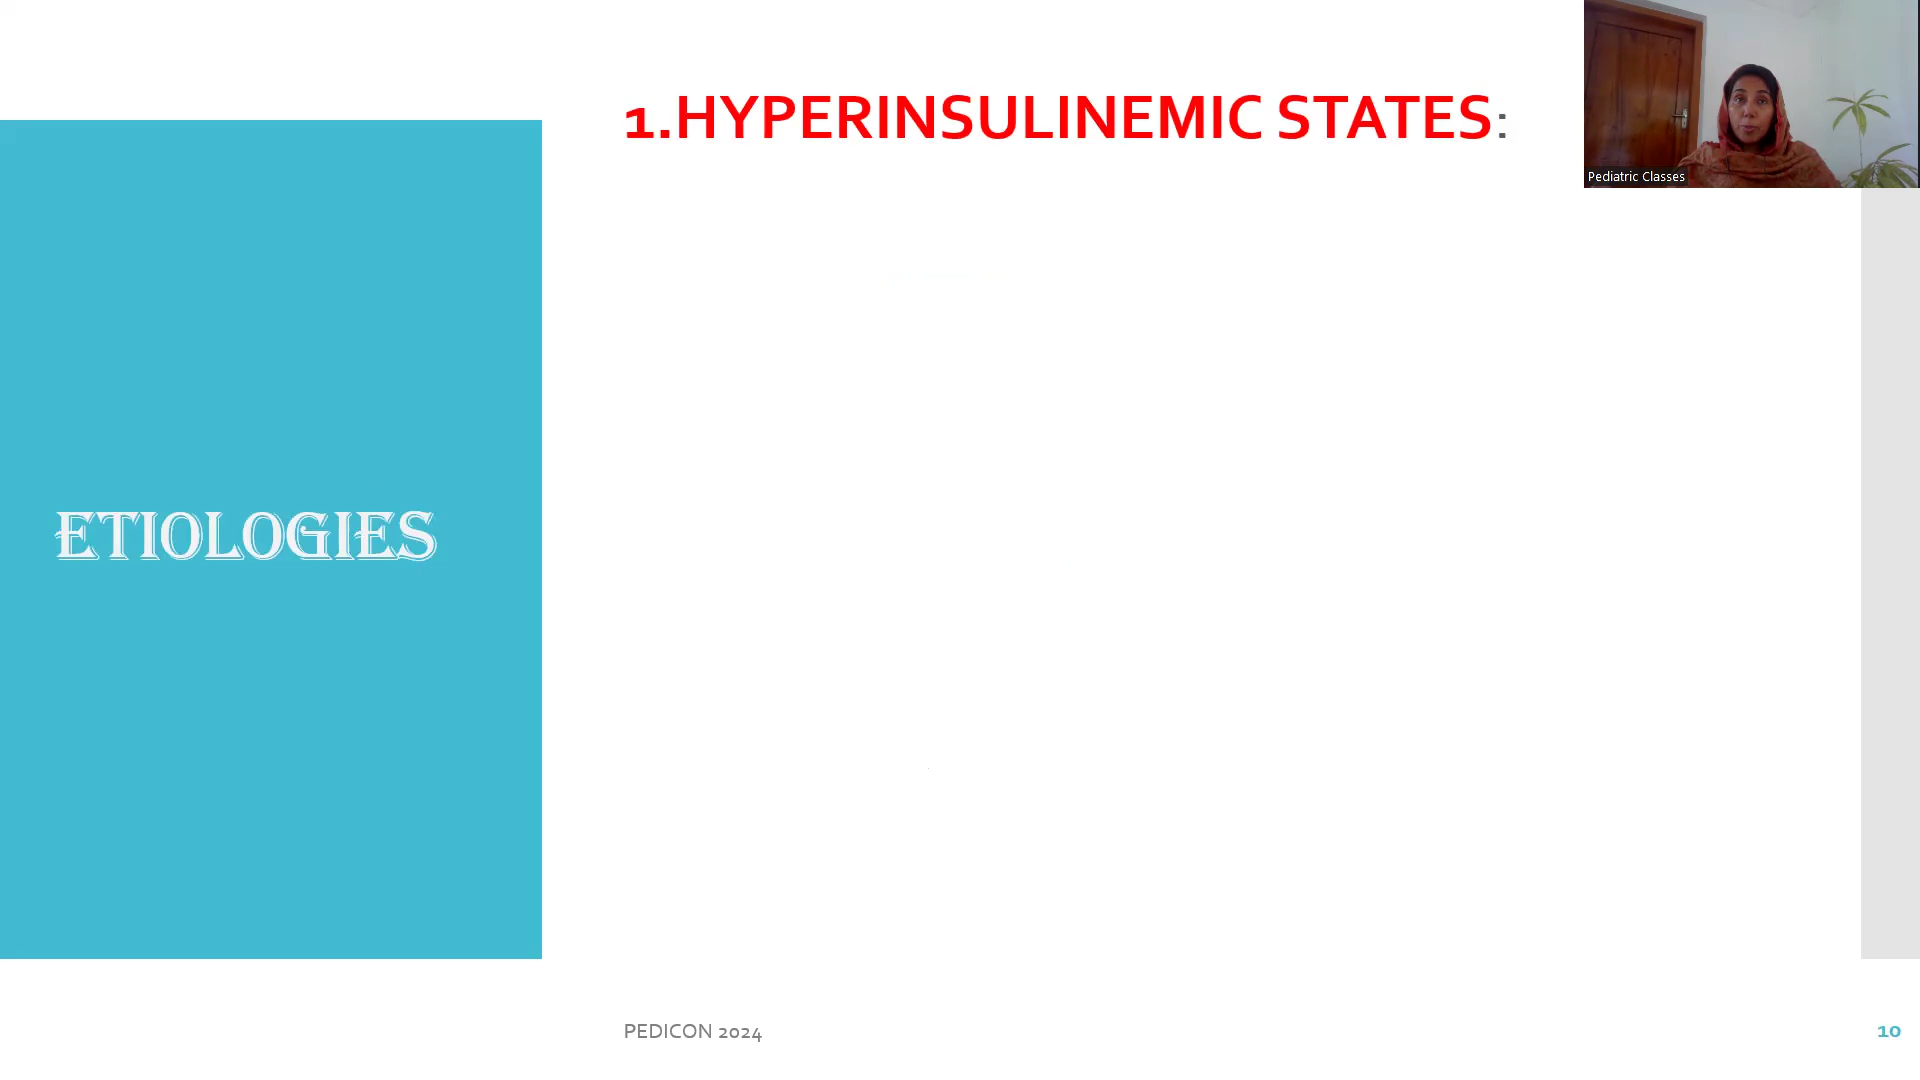 1.HYPERINSULINEMIC STATES:
Pediatric Classes
ETIOLOGIES
PEDICON 2024
10